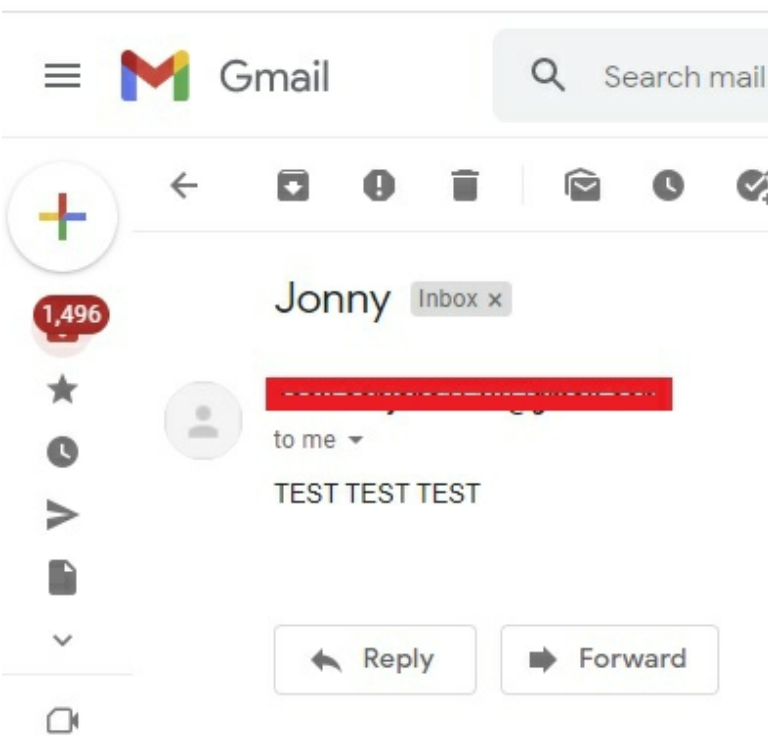 Gmail
Search mail
1,496
Jonny
Inbox x
to me
TEST TEST TEST
Reply
Forward